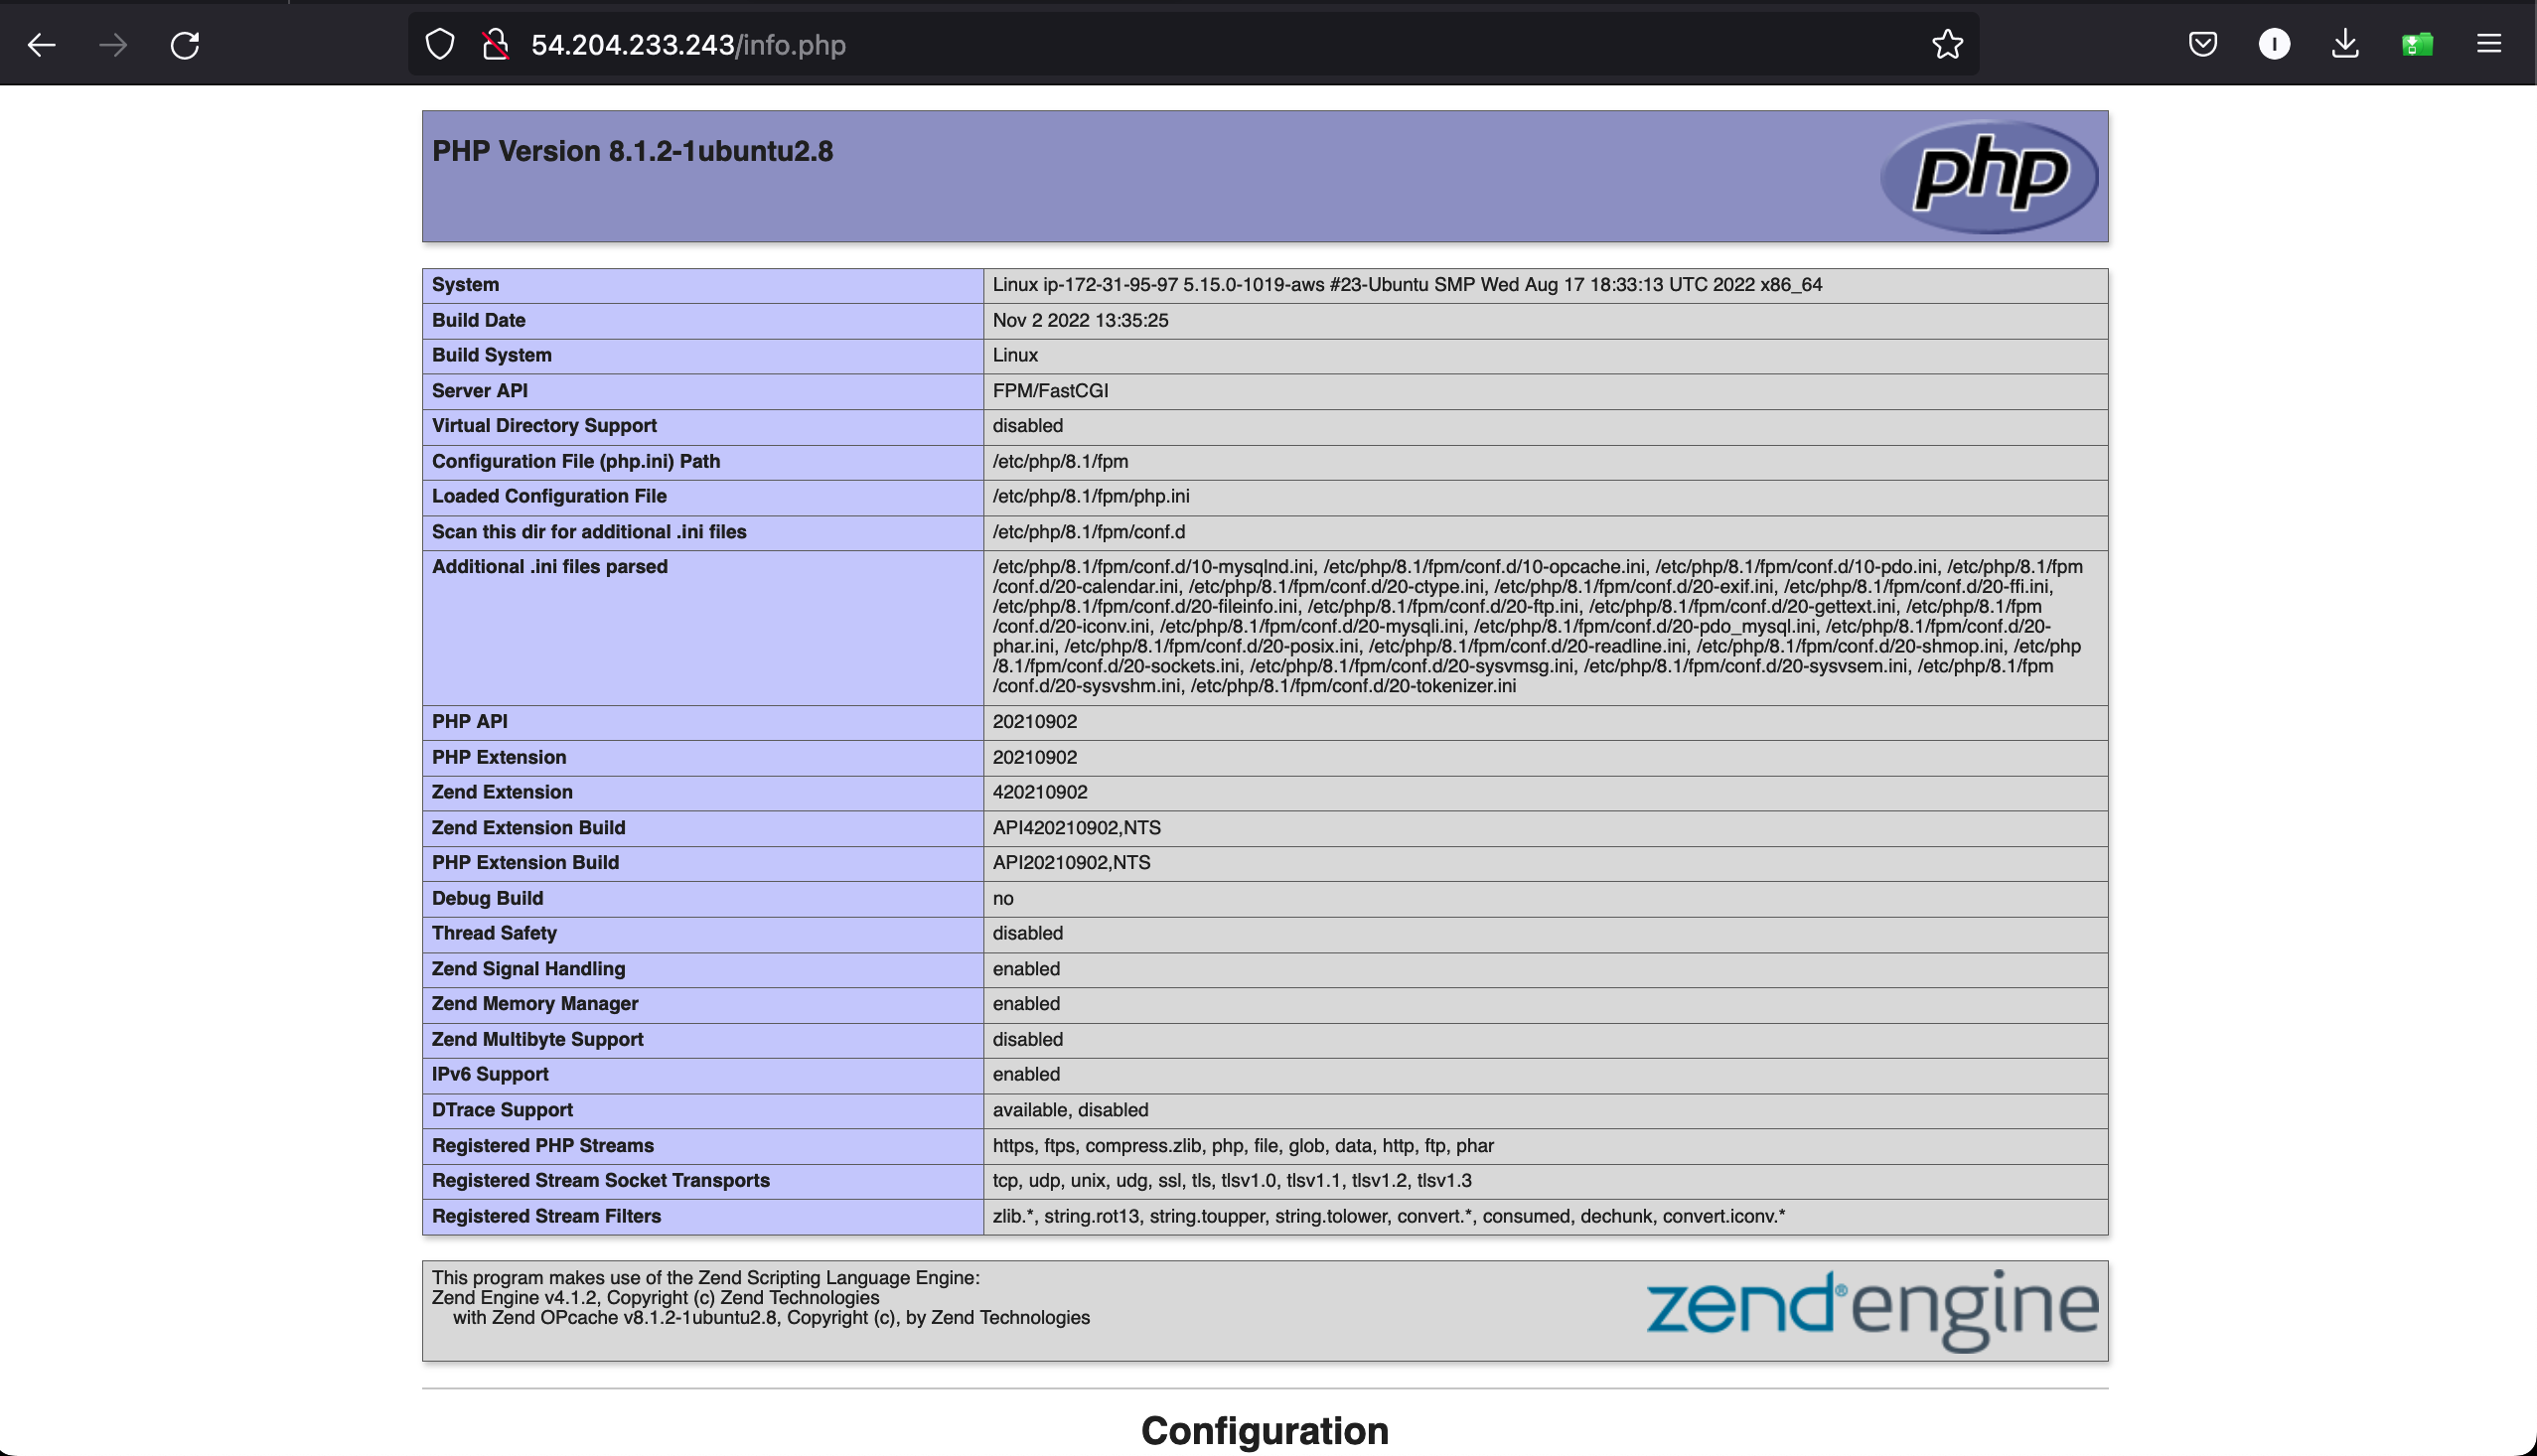 54.204.233.243/info.php
I
PHP Version 8.1.2-1ubuntu2.8
php
System Linux ip-172-31-95-97 5.15.0-1019-aws #23-Ubuntu SMP Wed Aug 17 18:33:13 UTC 2022 x86_64
Build Date Nov 2 2022 13:35:25
Build System Linux
Server API FPM/FastCGI
Virtual Directory Support disabled
Configuration File (php.ini) Path /etc/php/8.1/fpm
Loaded Configuration File /etc/php/8.1/fpm/php.ini
Scan this dir for additional .ini files /etc/php/8.1/fpm/conf.d
Additional .ini files parsed /etc/php/8.1/fpm/conf.d/10-mysqlnd.ini, /etc/php/8.1/fpm/conf.d/10-opcache.ini, /etc/php/8.1/fpm/conf.d/10-pdo.ini, /etc/php/8.1/fpm
/conf.d/20-calendar.ini, /etc/php/8.1/fpm/conf.d/20-ctype.ini, /etc/php/8.1/fpm/conf.d/20-exif.ini, /etc/php/8.1/fpm/conf.d/20-ffi.ini,
/etc/php/8.1/fpm/conf.d/20-fileinfo.ini, /etc/php/8.1/fpm/conf.d/20-ftp.ini, /etc/php/8.1/fpm/conf.d/20-gettext.ini, /etc/php/8.1/fpm
/conf.d/20-iconv.ini, /etc/php/8.1/fpm/conf.d/20-mysqli.ini, /etc/php/8.1/fpm/conf.d/20-pdo_mysql.ini, /etc/php/8.1/fpm/conf.d/20-
phar.ini, /etc/php/8.1/fpm/conf.d/20-posix.ini, /etc/php/8.1/fpm/conf.d/20-readline.ini, /etc/php/8.1/fpm/conf.d/20-shmop.ini, /etc/php
/8.1/fpm/conf.d/20-sockets.ini, /etc/php/8.1/fpm/conf.d/20-sysvmsg.ini, /etc/php/8.1/fpm/conf.d/20-sysvsem.ini, /etc/php/8.1/fpm
/conf.d/20-sysvshm.ini, /etc/php/8.1/fpm/conf.d/20-tokenizer.ini
PHP API 20210902
PHP Extension 20210902
Zend Extension 420210902
Zend Extension Build API420210902,NTS
PHP Extension Build API20210902,NTS
Debug Build no
Thread Safety disabled
Zend Signal Handling enabled
Zend Memory Manager enabled
Zend Multibyte Support disabled
IPv6 Support enabled
DTrace Support available, disabled
Registered PHP Streams https, ftps, compress.zlib, php, file, glob, data, http, ftp, phar
Registered Stream Socket Transports tcp, udp, unix, udg, ssl, tls, tlsv1.0, tlsv1.1, tlsv1.2, tlsv1.3
Registered Stream Filters zlib.*, string.rot13, string.toupper, string.tolower, convert.*, consumed, dechunk, convert.iconv.*
This program makes use of the Zend Scripting Language Engine:
Zend Engine v4.1.2, Copyright (c) Zend Technologies
with Zend OPcache v8.1.2-1ubuntu2.8, Copyright (c), by Zend Technologies
zend® engine
Configuration